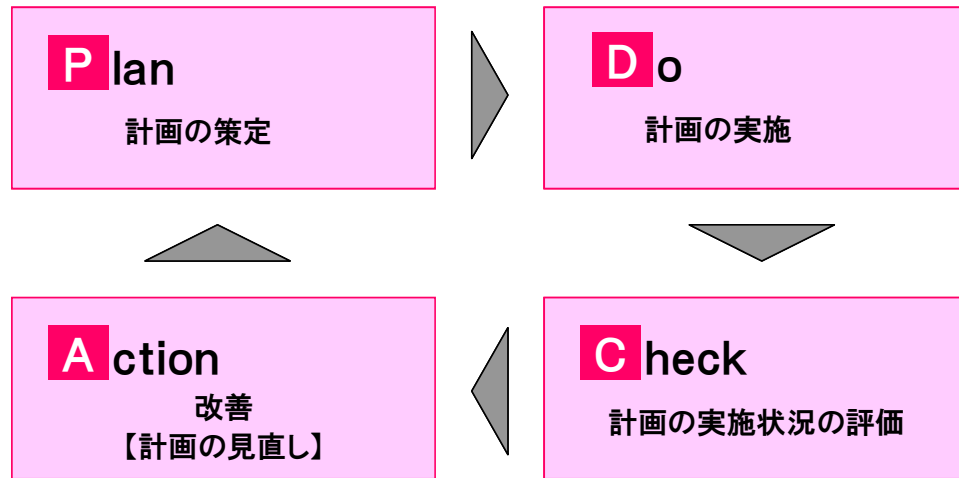 Plan
計画の策定
Do
計画の実施
Action
改善
【計画の見直し】
Check
計画の実施状況の評価